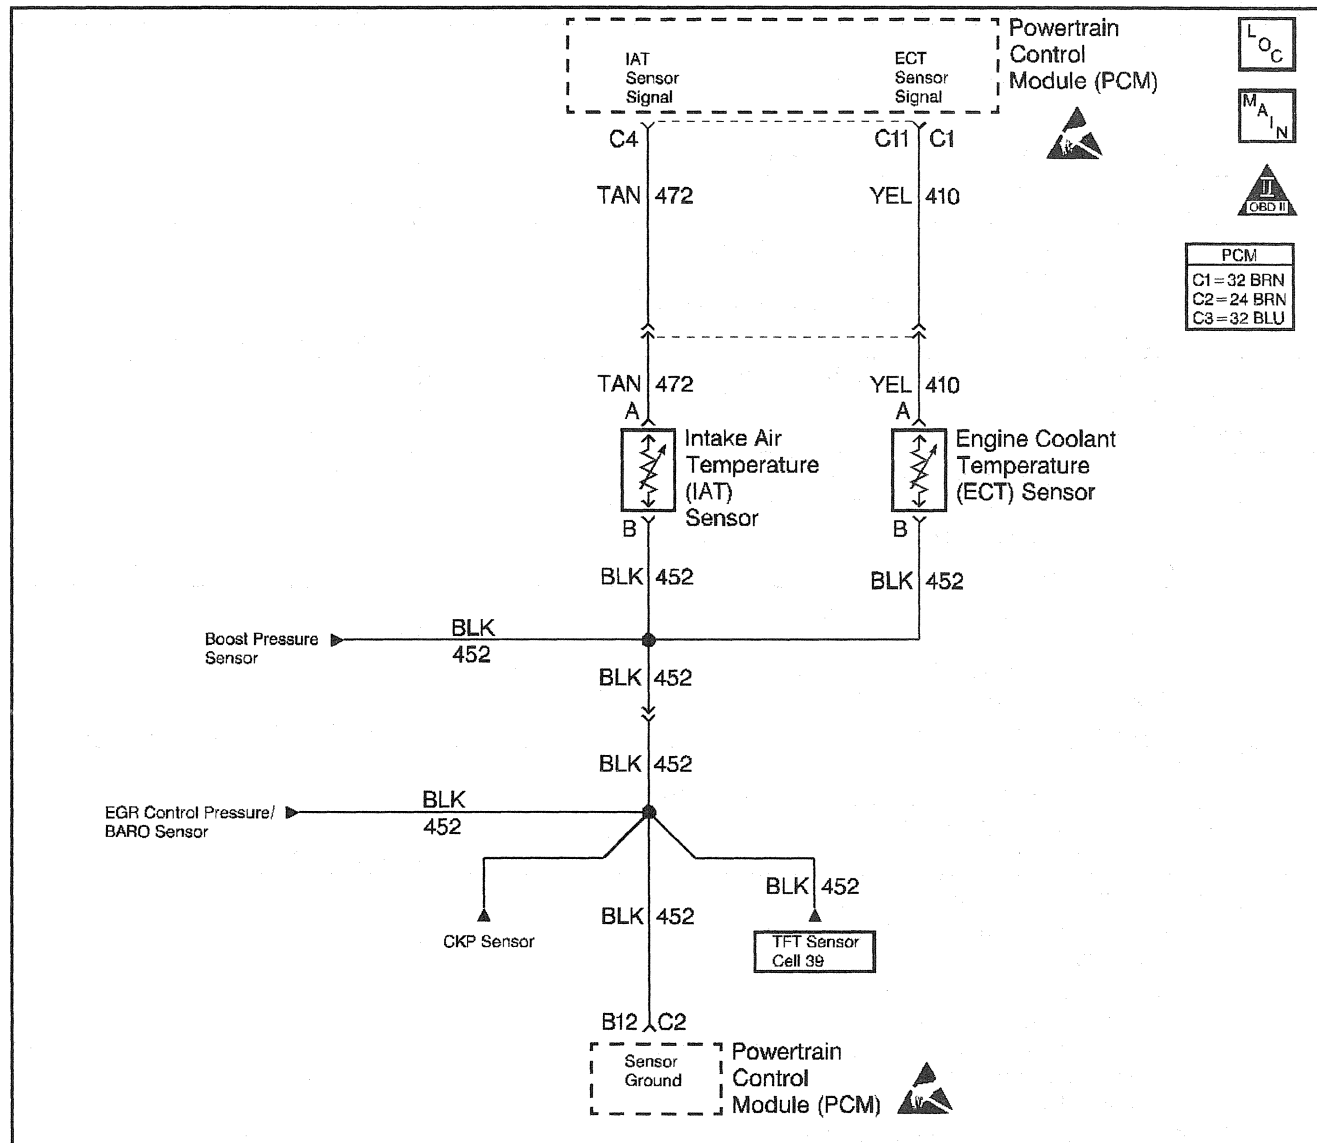 Powertrain
Control
Module (PCM)
IAT
Sensor
Signal
ECT
Sensor
Signal
LOC
MAIN
II
OBD II
C4
C11 C1
TAN 472
YEL 410
PCM
C1=32 BRN
C2=24 BRN
C3=32 BLU
TAN 472
YEL 410
A
A
Intake Air
Temperature
(IAT)
Sensor
Engine Coolant
Temperature
(ECT) Sensor
B
B
BLK 452
BLK 452
Boost Pressure
Sensor
BLK
452
BLK 452
BLK 452
EGR Control Pressure/
BARO Sensor
BLK
452
BLK 452
BLK 452
CKP Sensor
TFT Sensor
Cell 39
B12 C2
Sensor
Ground
Powertrain
Control
Module (PCM)